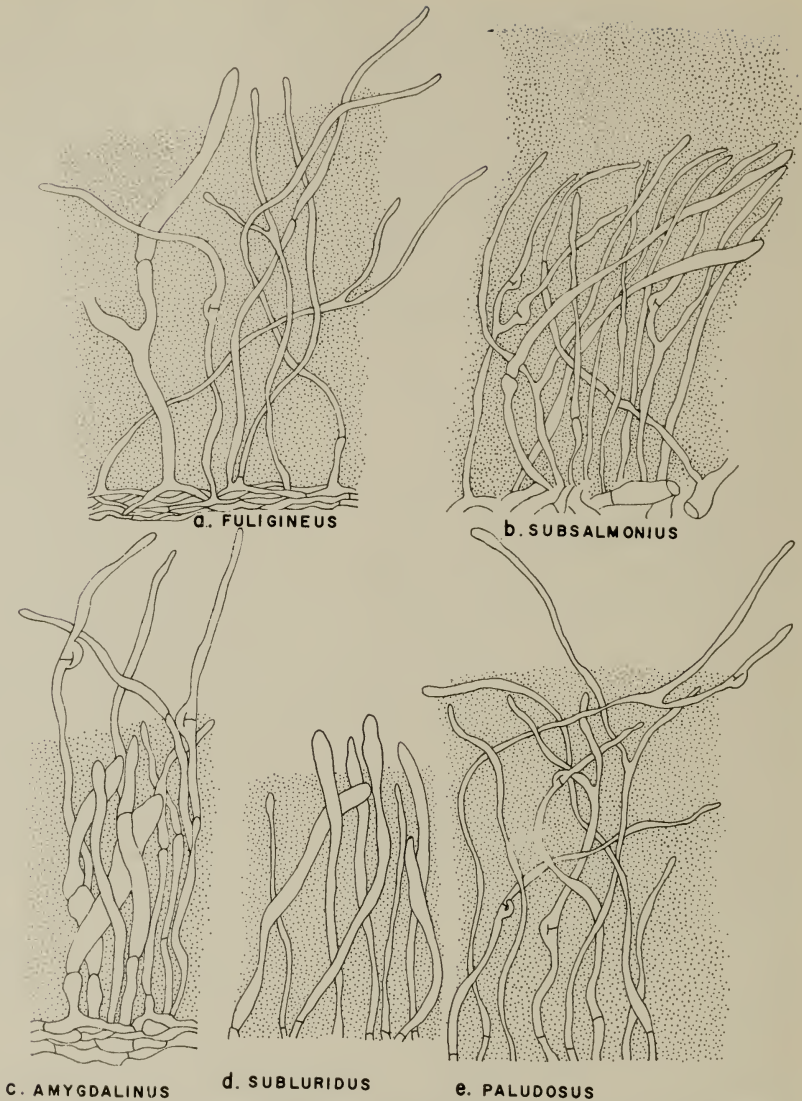 a. FULIGINEUS
b. SUBSALMONIUS
c. AMYGDALINUS
d. SUBLURIDUS
e. PALUDOSUS